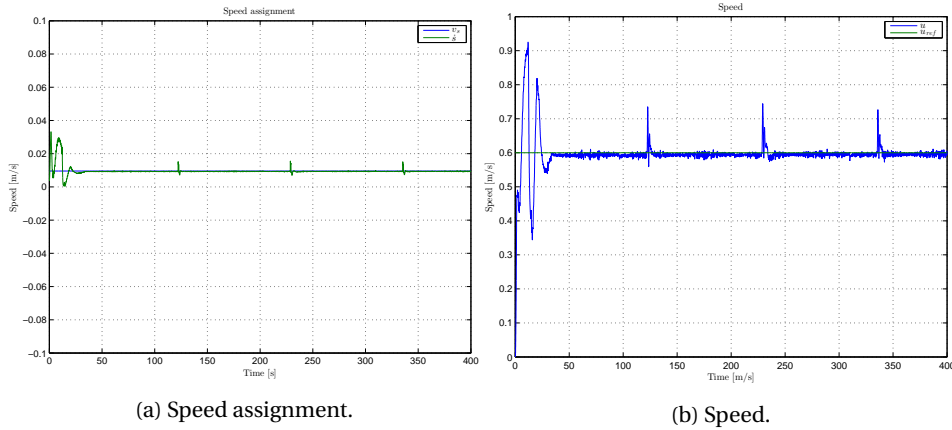 Speed assignment
v_s
ṡ
Speed [m/s]
0.1
0.08
0.06
0.04
0.02
0
−0.02
−0.04
−0.06
−0.08
−0.1
0 50 100 150 200 250 300 350 400
Time [s]
(a) Speed assignment.
Speed
u
u_ref
Speed [m/s]
1
0.9
0.8
0.7
0.6
0.5
0.4
0.3
0.2
0.1
0
0 50 100 150 200 250 300 350 400
Time [m/s]
(b) Speed.